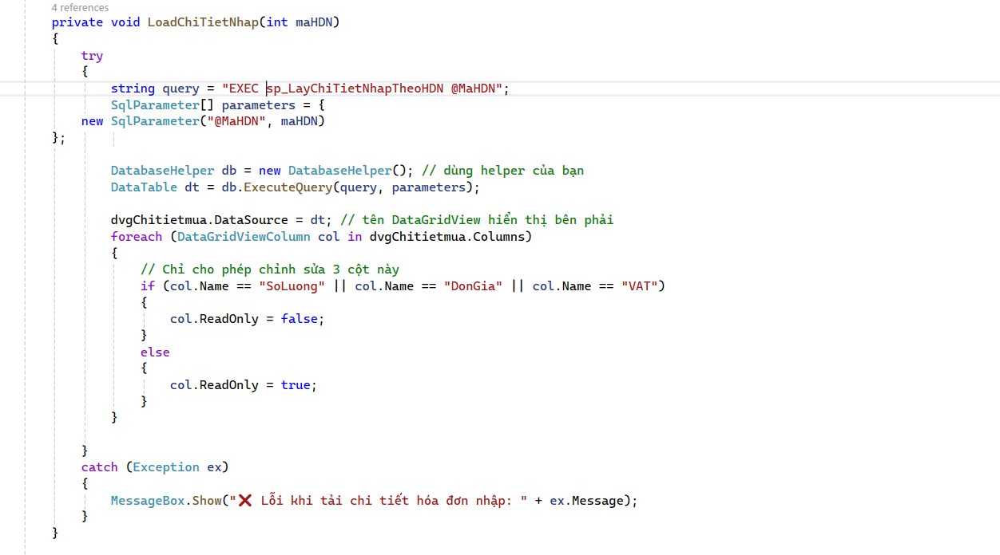 4 references
private void LoadChiTietNhap(int maHDN)
{
try
{
string query = "EXEC sp_LayChiTietNhapTheoHDN @MaHDN";
SqlParameter[] parameters = {
new SqlParameter("@MaHDN", maHDN)
};
DatabaseHelper db = new DatabaseHelper(); // dùng helper của bạn
DataTable dt = db.ExecuteQuery(query, parameters);
dvgChitietmua.DataSource = dt; // tên DataGridView hiển thị bên phải
foreach (DataGridViewColumn col in dvgChitietmua.Columns)
{
// Chỉ cho phép chỉnh sửa 3 cột này
if (col.Name == "SoLuong" || col.Name == "DonGia" || col.Name == "VAT")
{
col.ReadOnly = false;
}
else
{
col.ReadOnly = true;
}
}
}
catch (Exception ex)
{
MessageBox.Show("❌ Lỗi khi tải chi tiết hóa đơn nhập: " + ex.Message);
}
}